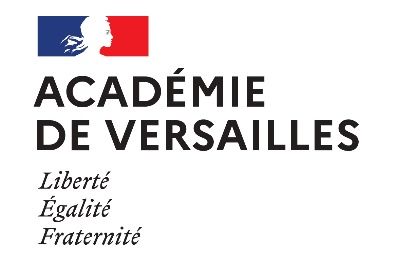 ACADÉMIE
DE VERSAILLES
Liberté
Égalité
Fraternité